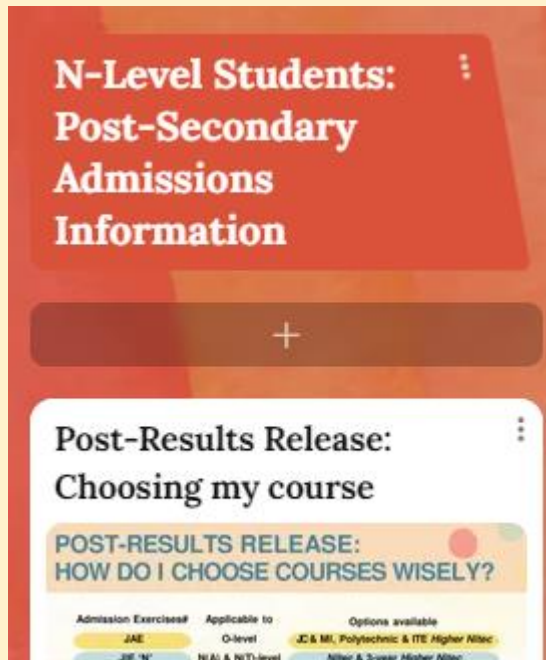 N-Level Students:
Post-Secondary
Admissions
Information
+
Post-Results Release:
Choosing my course
POST-RESULTS RELEASE:
HOW DO I CHOOSE COURSES WISELY?
Admission Exercises# Applicable to Options available
JAE O-level JC & MI, Polytechnic & ITE Higher Nitec
JIE 'N' N(A) & N(T)-level Nitec & 3-year Higher Nitec